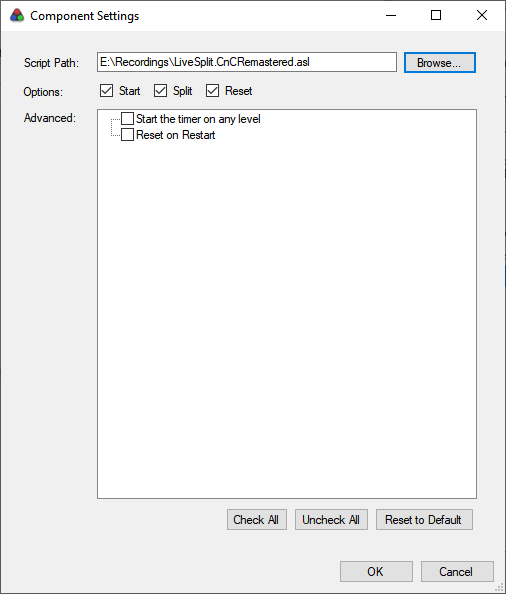 Component Settings
Script Path: E:\Recordings\LiveSplit.CnCRemastered.asl Browse...
Options: Start Split Reset
Advanced: Start the timer on any level
Reset on Restart
Check All Uncheck All Reset to Default
OK Cancel